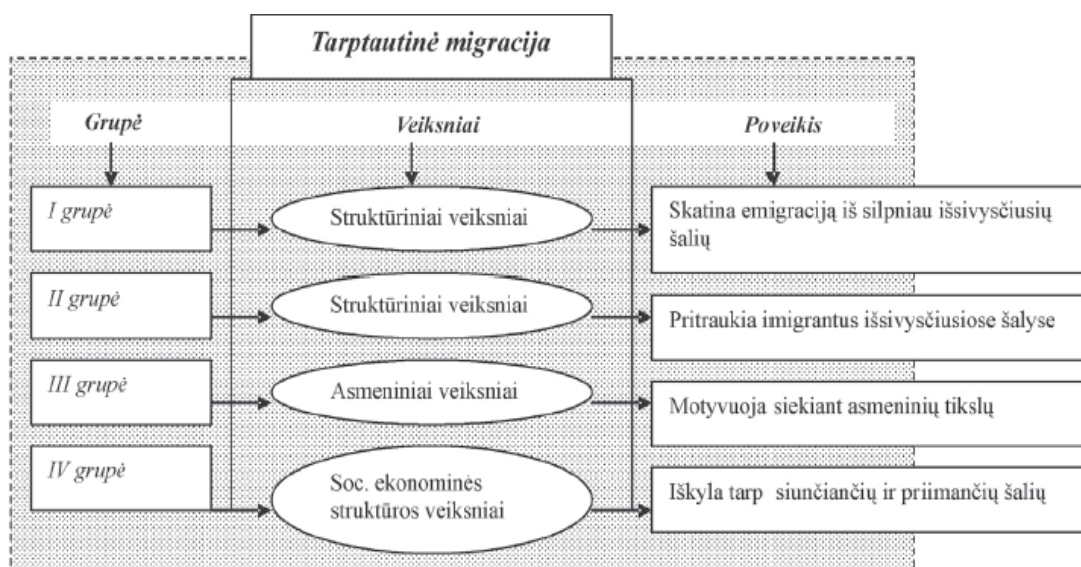 Tarptautinė migracija
Grupė
Veiksniai
Poveikis
I grupė
Struktūriniai veiksniai
Skatina emigraciją iš silpniau išsivysčiusių
šalių
II grupė
Struktūriniai veiksniai
Pritraukia imigrantus išsivysčiusiose šalyse
III grupė
Asmeniniai veiksniai
Motyvuoja siekiant asmeninių tikslų
IV grupė
Soc. ekonominės
struktūros veiksniai
Iškyla tarp siunčiančių ir priimančių šalių